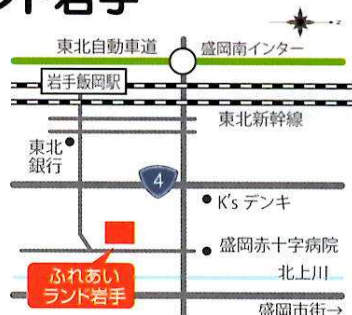 ンド岩手
z
東北自動車道
盛岡南インター
岩手飯岡駅
東北新幹線
東北
銀行
4
K'sデンキ
盛岡赤十字病院
北上川
ふれあい
ランド岩手
盛岡市街→